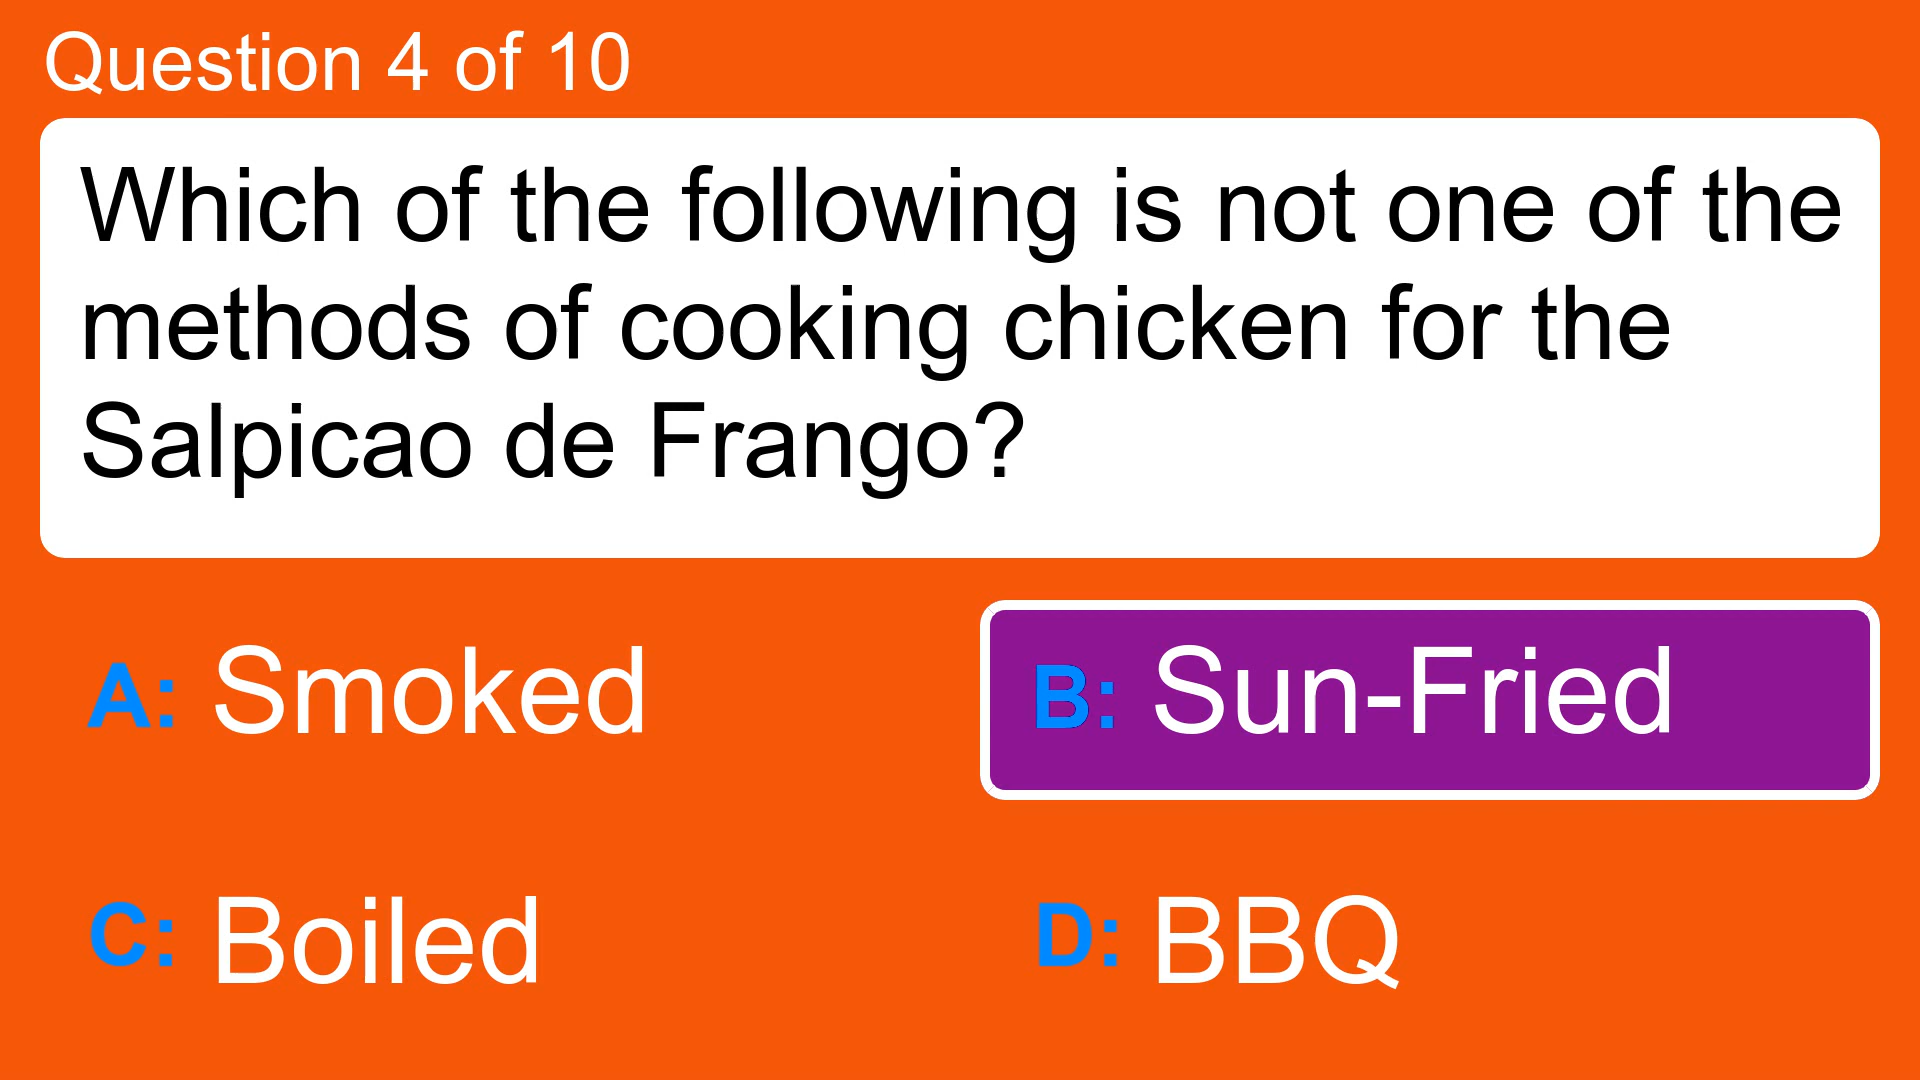 Question 4 of 10
Which of the following is not one of the
methods of cooking chicken for the
Salpicao de Frango?
A: Smoked
B: Sun-Fried
C: Boiled
D: BBQ